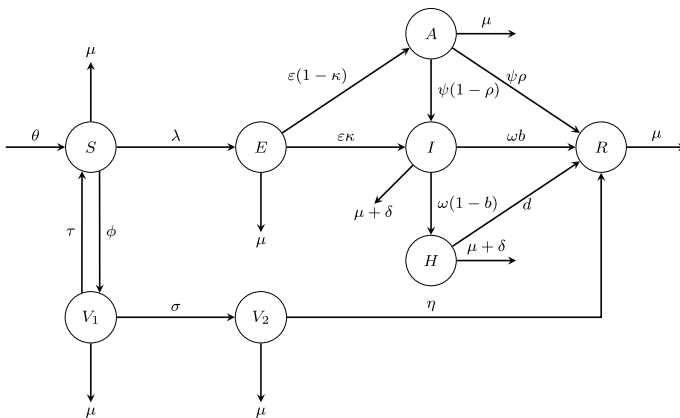 A
μ
ε(1 − κ)
ψ(1 − ρ)
ψρ
μ
θ
S
λ
E
εκ
I
ωb
R
μ
τ
ϕ
μ
μ + δ
ω(1 − b)
d
H
μ + δ
V₁
σ
V₂
η
μ
μ